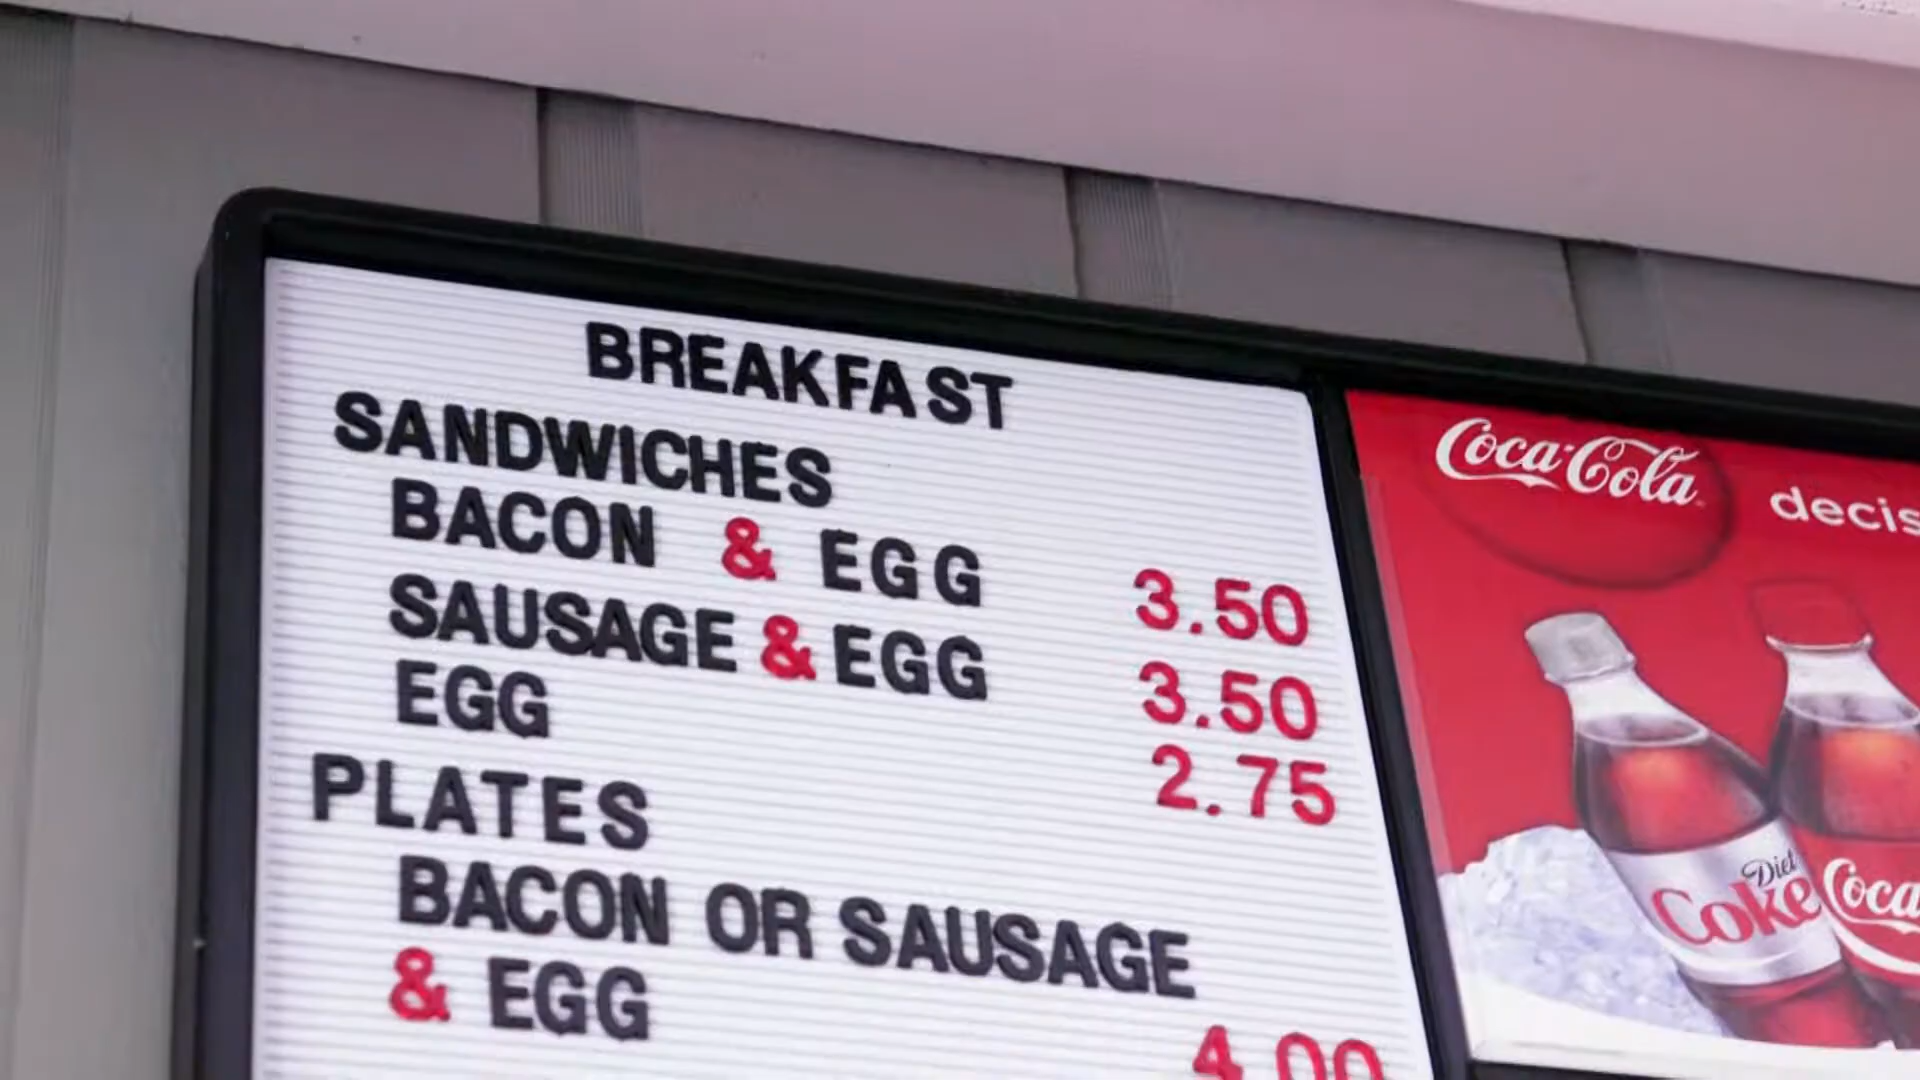 BREAKFAST
SANDWICHES
BACON & EGG 3.50
SAUSAGE & EGG 3.50
EGG 2.75
PLATES
BACON OR SAUSAGE
& EGG 4.00
Coca-Cola
decis
Diet
Coke
Coca